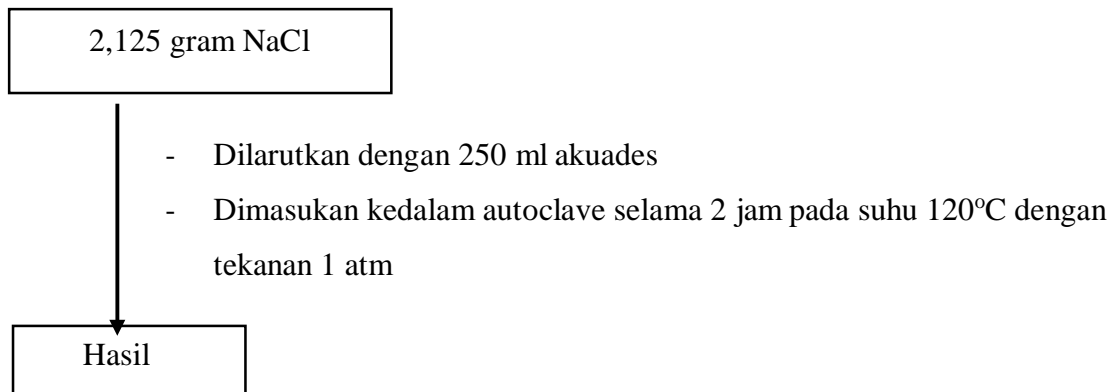 2,125 gram NaCl
- Dilarutkan dengan 250 ml akuades
- Dimasukan kedalam autoclave selama 2 jam pada suhu 120°C dengan
tekanan 1 atm
Hasil